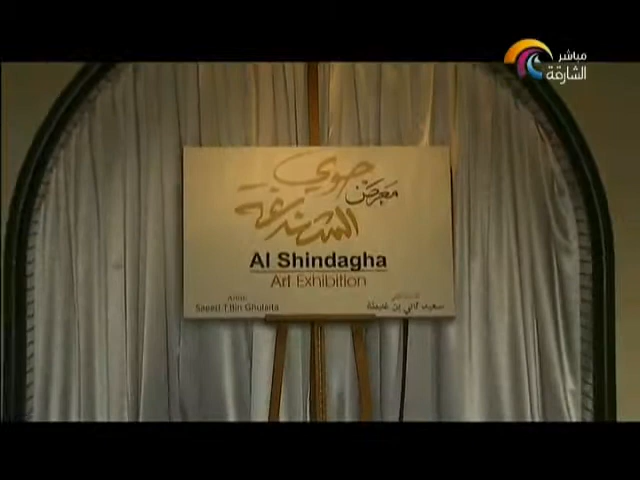 مباشر
الشارقة
معرض
حوي
الشندغة
Al Shindagha
Art Exhibition
Artist:
Saeed T.Bin Ghulaita
سعيد ثاني بن غليطة